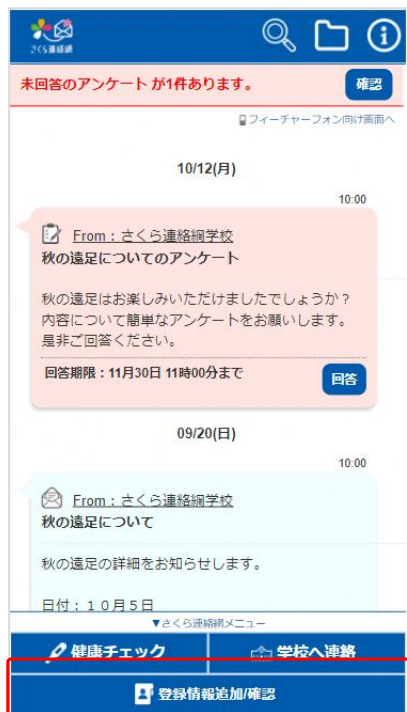 さくら連絡網
未回答のアンケート が1件あります。
確認
フィーチャーフォン向け画面へ
10/12(月)
10:00
From：さくら連絡網学校
秋の遠足についてのアンケート
秋の遠足はお楽しみいただけましたでしょうか？
内容について簡単なアンケートをお願いします。
是非ご回答ください。
回答期限：11月30日 11時00分まで
回答
09/20(日)
10:00
From：さくら連絡網学校
秋の遠足について
秋の遠足の詳細をお知らせします。
日付：１０月５日
▼さくら連絡網メニュー
健康チェック
学校へ連絡
登録情報追加/確認